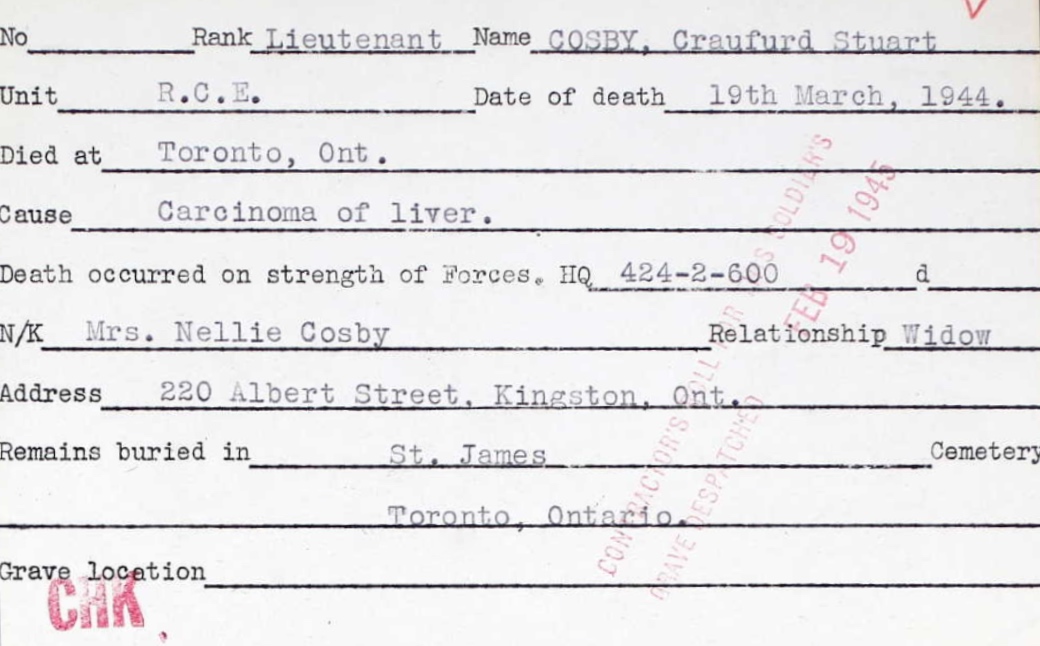 No Rank Lieutenant Name COSBY, Craufurd Stuart
Unit R.C.E. Date of death 19th March, 1944.
Died at Toronto, Ont.
Cause Carcinoma of liver.
Death occurred on strength of Forces. HQ 424-2-600 d
N/K Mrs. Nellie Cosby Relationship Widow
Address 220 Albert Street, Kingston, Ont.
Remains buried in St. James Cemetery
Toronto, Ontario.
Grave location
CHK
CONTRACTOR'S SOLDIER'S
GRAVE DESPATCHED FEB 19 1945